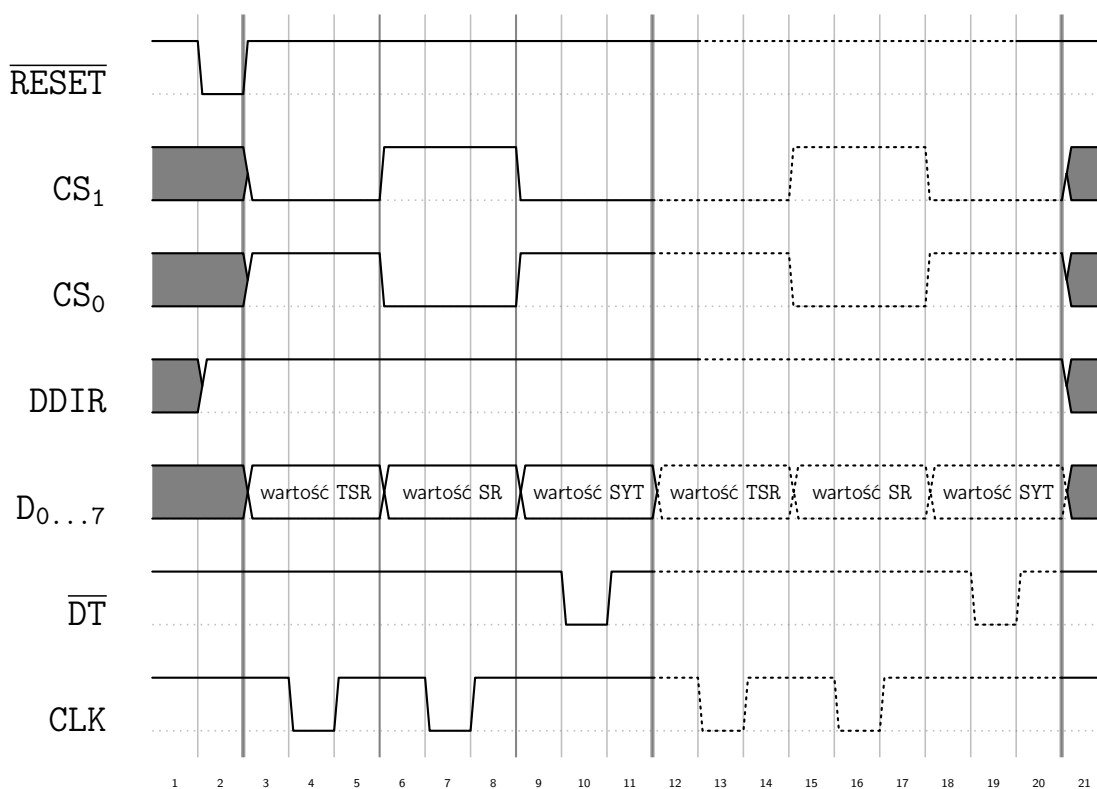 R̅E̅S̅E̅T̅
CS₁
CS₀
DDIR
D₀...₇ wartość TSR wartość SR wartość SYT wartość TSR wartość SR wartość SYT
D̅T̅
CLK
1 2 3 4 5 6 7 8 9 10 11 12 13 14 15 16 17 18 19 20 21